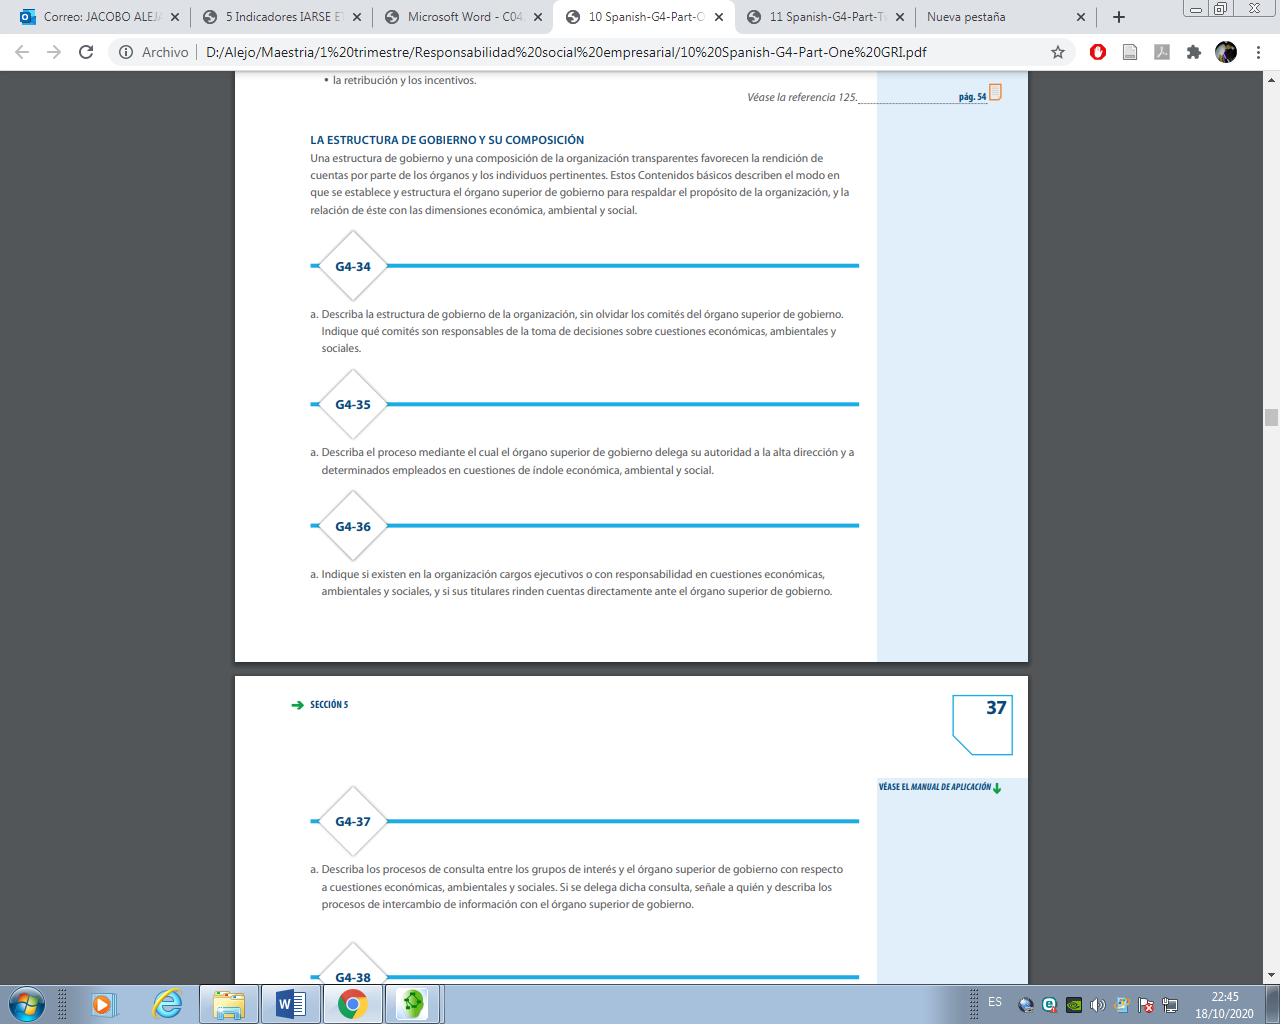 Correo: JACOBO ALEJA
5 Indicadores IARSE E
Microsoft Word - C04.
10 Spanish-G4-Part-O
11 Spanish-G4-Part-T
Nueva pestaña
Archivo
D:/Alejo/Maestria/1%20trimestre/Responsabilidad%20social%20empresarial/10%20Spanish-G4-Part-One%20GRI.pdf
• la retribución y los incentivos.
Véase la referencia 125. pág. 54
LA ESTRUCTURA DE GOBIERNO Y SU COMPOSICIÓN
Una estructura de gobierno y una composición de la organización transparentes favorecen la rendición de
cuentas por parte de los órganos y los individuos pertinentes. Estos Contenidos básicos describen el modo en
que se establece y estructura el órgano superior de gobierno para respaldar el propósito de la organización, y la
relación de éste con las dimensiones económica, ambiental y social.
G4-34
a. Describa la estructura de gobierno de la organización, sin olvidar los comités del órgano superior de gobierno.
Indique qué comités son responsables de la toma de decisiones sobre cuestiones económicas, ambientales y
sociales.
G4-35
a. Describa el proceso mediante el cual el órgano superior de gobierno delega su autoridad a la alta dirección y a
determinados empleados en cuestiones de índole económica, ambiental y social.
G4-36
a. Indique si existen en la organización cargos ejecutivos o con responsabilidad en cuestiones económicas,
ambientales y sociales, y si sus titulares rinden cuentas directamente ante el órgano superior de gobierno.
SECCIÓN 5
37
VÉASE EL MANUAL DE APLICACIÓN
G4-37
a. Describa los procesos de consulta entre los grupos de interés y el órgano superior de gobierno con respecto
a cuestiones económicas, ambientales y sociales. Si se delega dicha consulta, señale a quién y describa los
procesos de intercambio de información con el órgano superior de gobierno.
G4-38
ES
22:45
18/10/2020